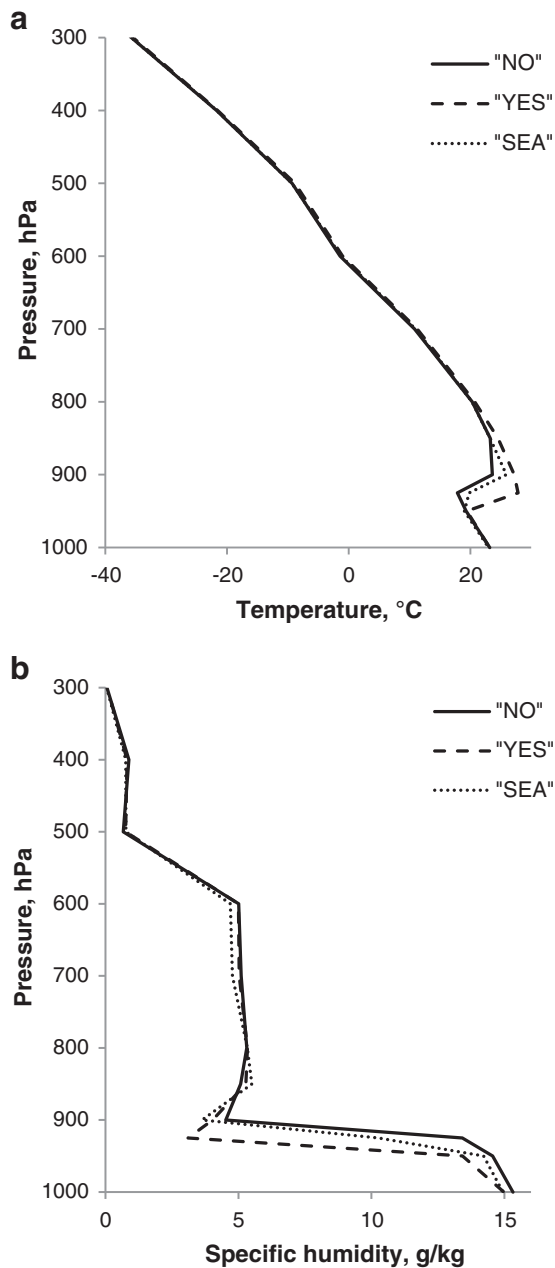 a
300
400
500
600
700
800
900
1000
Pressure, hPa
-40
-20
0
20
Temperature, °C
"NO"
"YES"
"SEA"
b
300
400
500
600
700
800
900
1000
Pressure, hPa
0
5
10
15
Specific humidity, g/kg
"NO"
"YES"
"SEA"